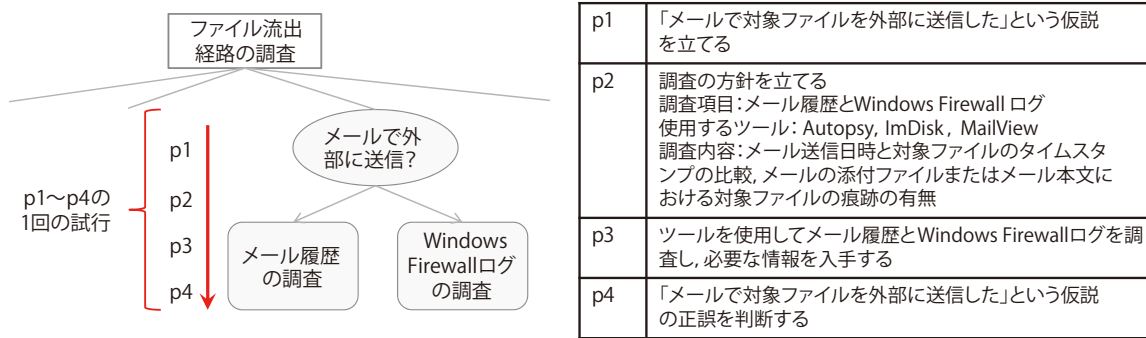 ファイル流出
経路の調査
p1~p4の
1回の試行
p1
p2
p3
p4
メールで外
部に送信?
メール履歴
の調査
Windows
Firewallログ
の調査
p1
「メールで対象ファイルを外部に送信した」という仮説
を立てる
p2
調査の方針を立てる
調査項目:メール履歴とWindows Firewall ログ
使用するツール: Autopsy, ImDisk, MailView
調査内容:メール送信日時と対象ファイルのタイムスタ
ンプの比較, メールの添付ファイルまたはメール本文に
おける対象ファイルの痕跡の有無
p3
ツールを使用してメール履歴とWindows Firewallログを調
査し, 必要な情報を入手する
p4
「メールで対象ファイルを外部に送信した」という仮説
の正誤を判断する